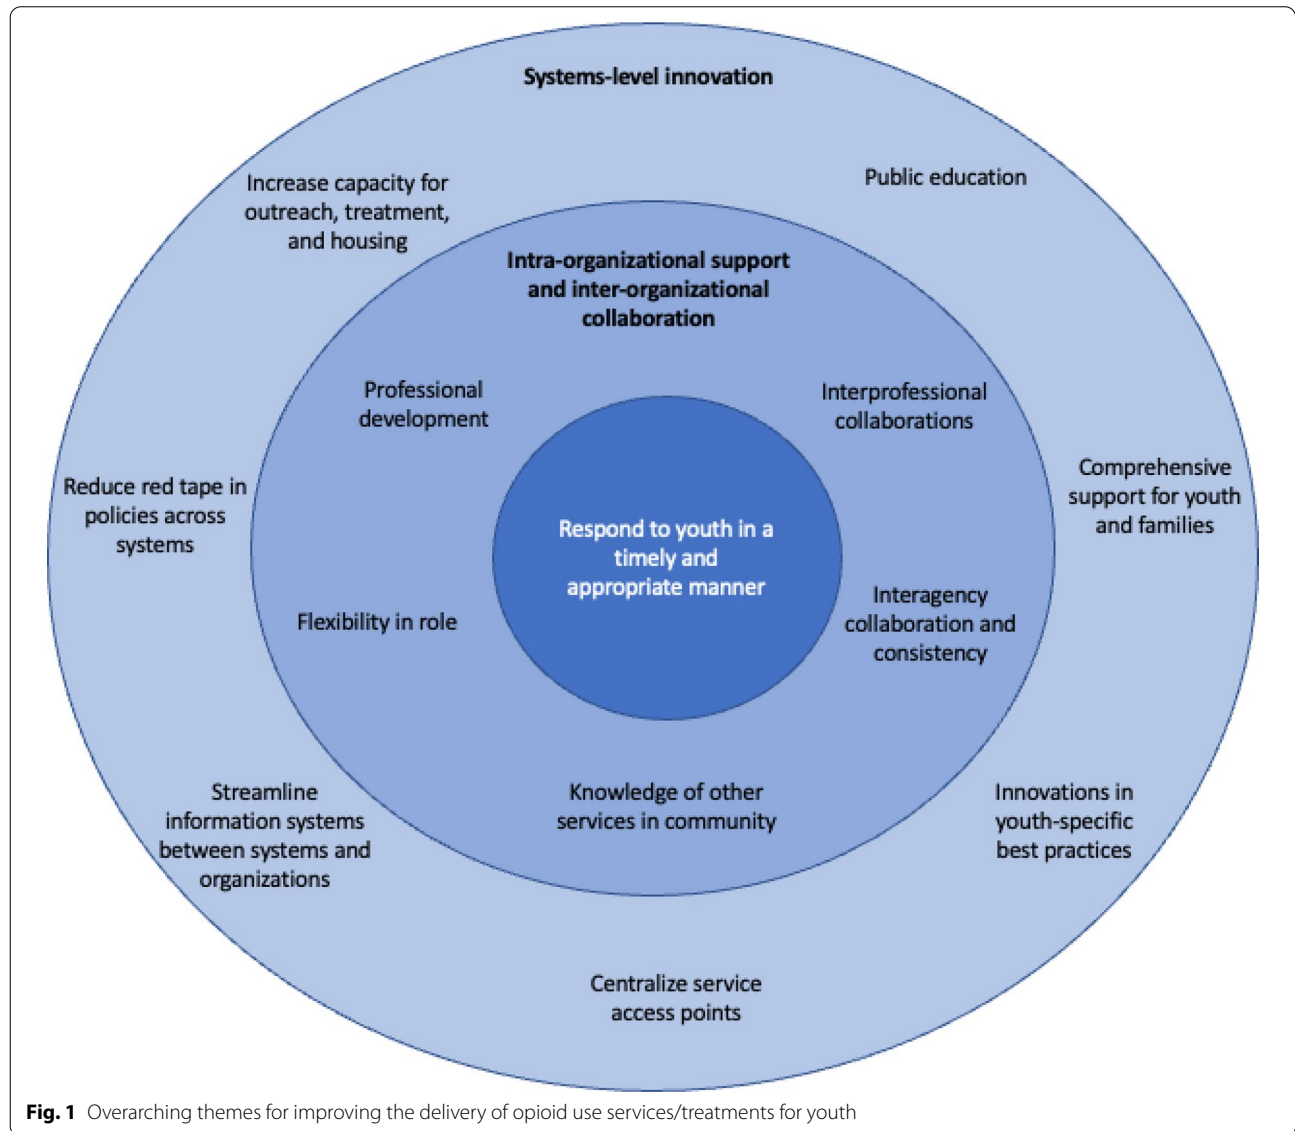 Systems-level innovation
Public education
Increase capacity for
outreach, treatment,
and housing
Intra-organizational support
and inter-organizational
collaboration
Professional
development
Interprofessional
collaborations
Comprehensive
support for youth
and families
Reduce red tape in
policies across
systems
Respond to youth in a
timely and
appropriate manner
Flexibility in role
Interagency
collaboration and
consistency
Streamline
information systems
between systems and
organizations
Knowledge of other
services in community
Innovations in
youth-specific
best practices
Centralize service
access points
Fig. 1 Overarching themes for improving the delivery of opioid use services/treatments for youth